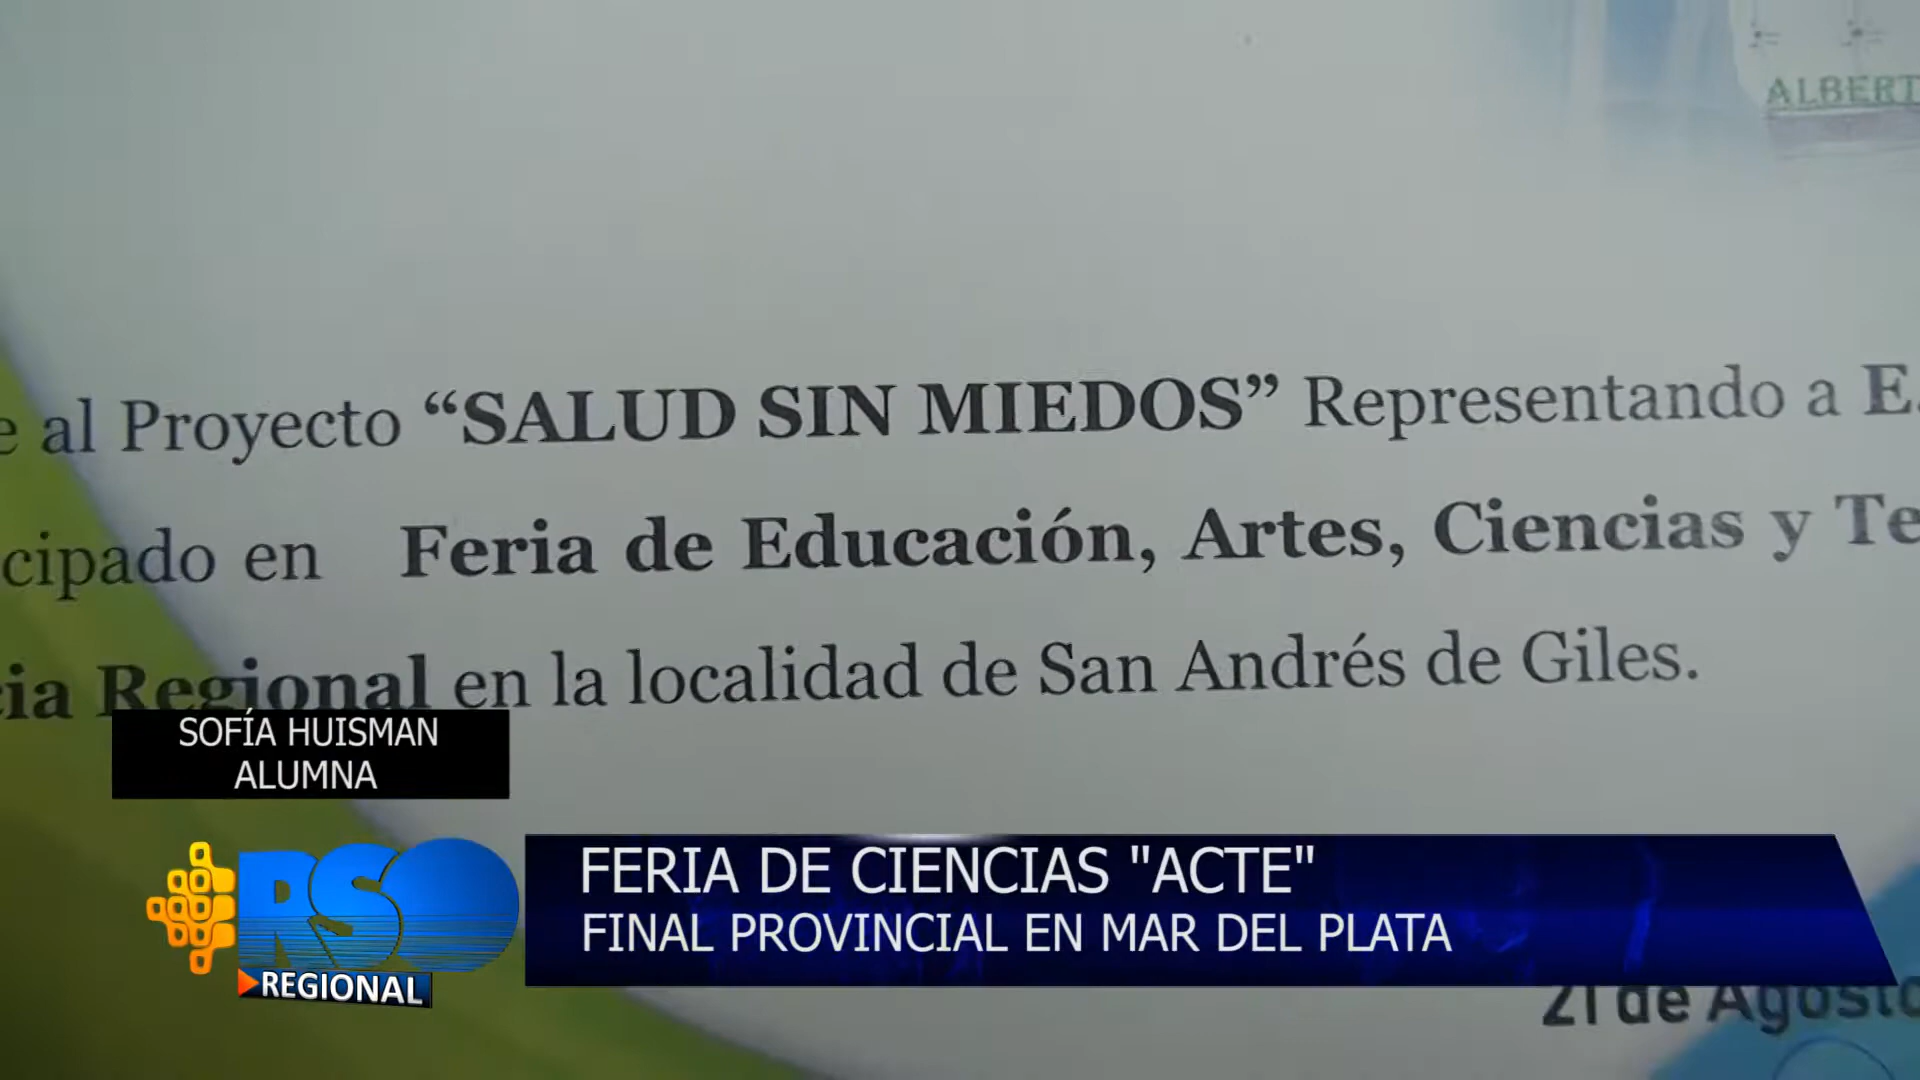 ALBERT
e al Proyecto “SALUD SIN MIEDOS” Representando a E.
cipado en Feria de Educación, Artes, Ciencias y Te
cia Regional en la localidad de San Andrés de Giles.
SOFÍA HUISMAN
ALUMNA
FERIA DE CIENCIAS "ACTE"
FINAL PROVINCIAL EN MAR DEL PLATA
RSO
REGIONAL
21 de Agosto